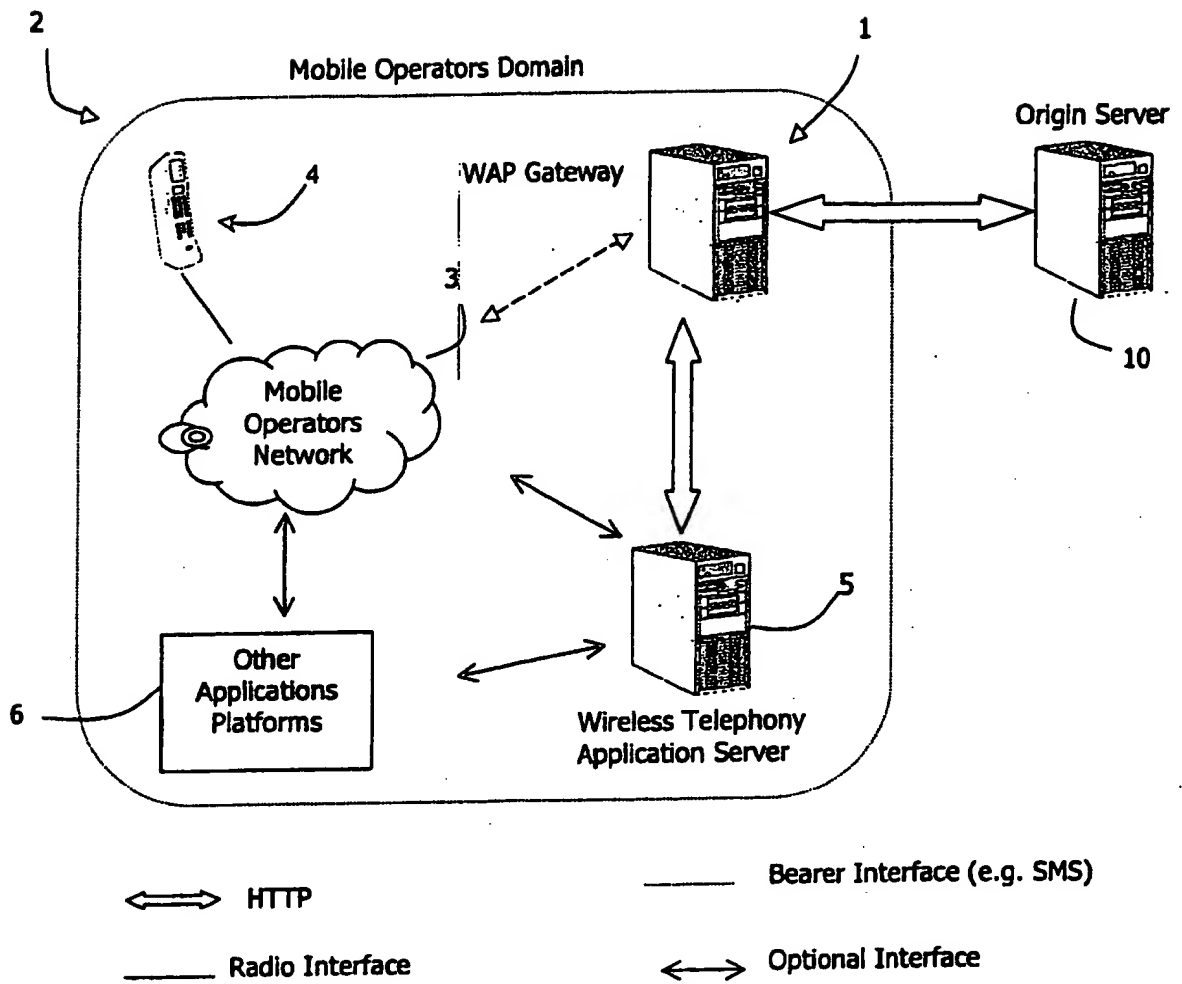 2
1
Mobile Operators Domain
Origin Server
WAP Gateway
4
3
10
Mobile
Operators
Network
5
Other
Applications
Platforms
6
Wireless Telephony
Application Server
HTTP
Bearer Interface (e.g. SMS)
Radio Interface
Optional Interface